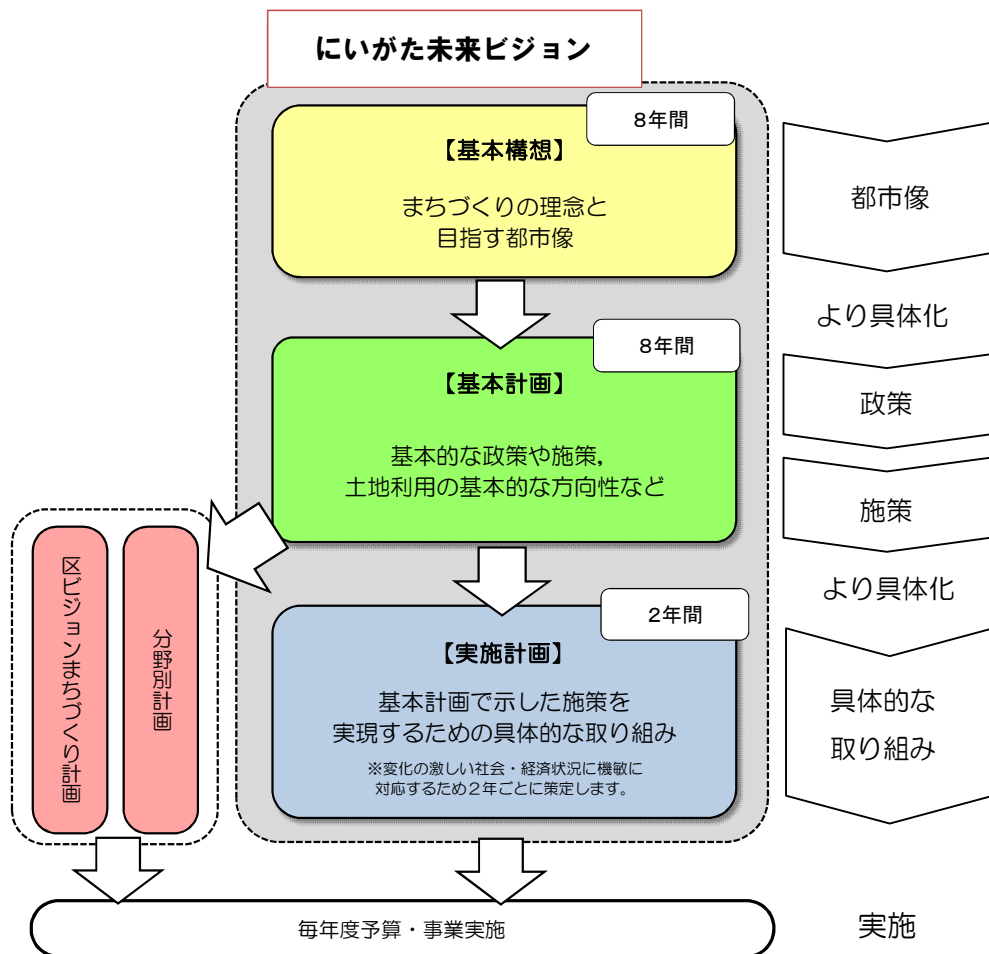 にいがた未来ビジョン
8年間
【基本構想】
まちづくりの理念と
目指す都市像
都市像
より具体化
8年間
【基本計画】
基本的な政策や施策，
土地利用の基本的な方向性など
政策
施策
より具体化
区ビジョンまちづくり計画
分野別計画
2年間
【実施計画】
基本計画で示した施策を
実現するための具体的な取り組み
※変化の激しい社会・経済状況に機敏に
対応するため２年ごとに策定します。
具体的な
取り組み
毎年度予算・事業実施
実施